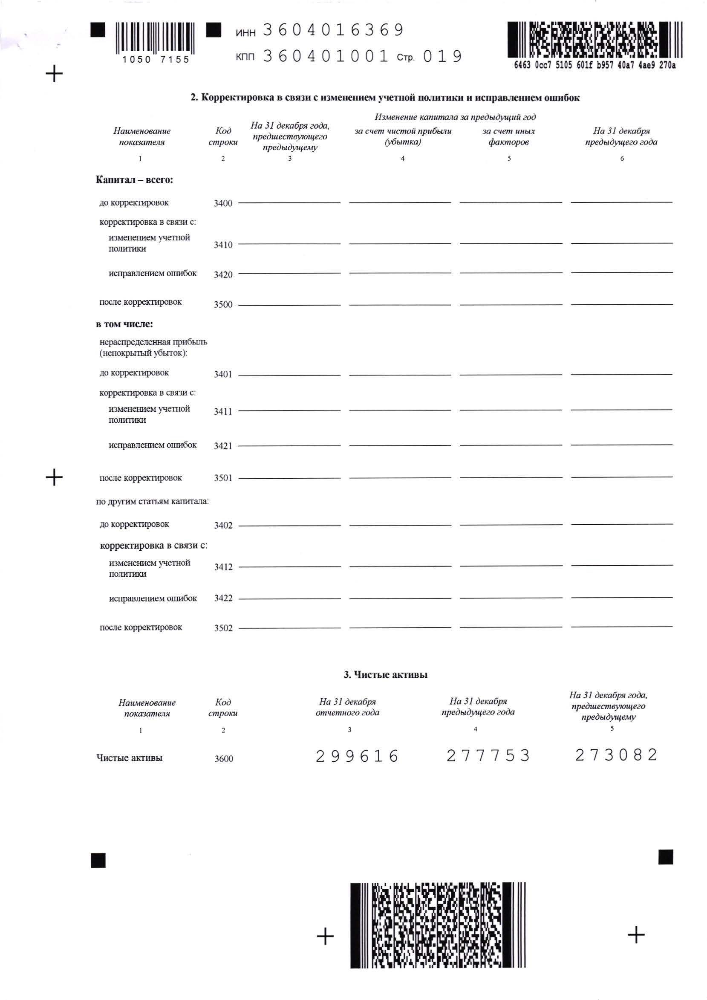 1050 7155
ИНН 3604016369
КПП 360401001 Стр. 019
6463 0cc7 5105 601f b957 40a7 4ae9 270a
2. Корректировка в связи с изменением учетной политики и исправлением ошибок
Изменение капитала за предыдущий год
Наименование показателя
Код строки
На 31 декабря года, предшествующего предыдущему
за счет чистой прибыли (убытка)
за счет иных факторов
На 31 декабря предыдущего года
1 2 3 4 5 6
Капитал – всего:
до корректировок 3400
корректировка в связи с:
изменением учетной
политики 3410
исправлением ошибок 3420
после корректировок 3500
в том числе:
нераспределенная прибыль
(непокрытый убыток):
до корректировок 3401
корректировка в связи с:
изменением учетной
политики 3411
исправлением ошибок 3421
после корректировок 3501
по другим статьям капитала:
до корректировок 3402
корректировка в связи с:
изменением учетной
политики 3412
исправлением ошибок 3422
после корректировок 3502
3. Чистые активы
Наименование показателя
Код строки
На 31 декабря отчетного года
На 31 декабря предыдущего года
На 31 декабря года, предшествующего предыдущему
1 2 3 4 5
Чистые активы 3600 299616 277753 273082